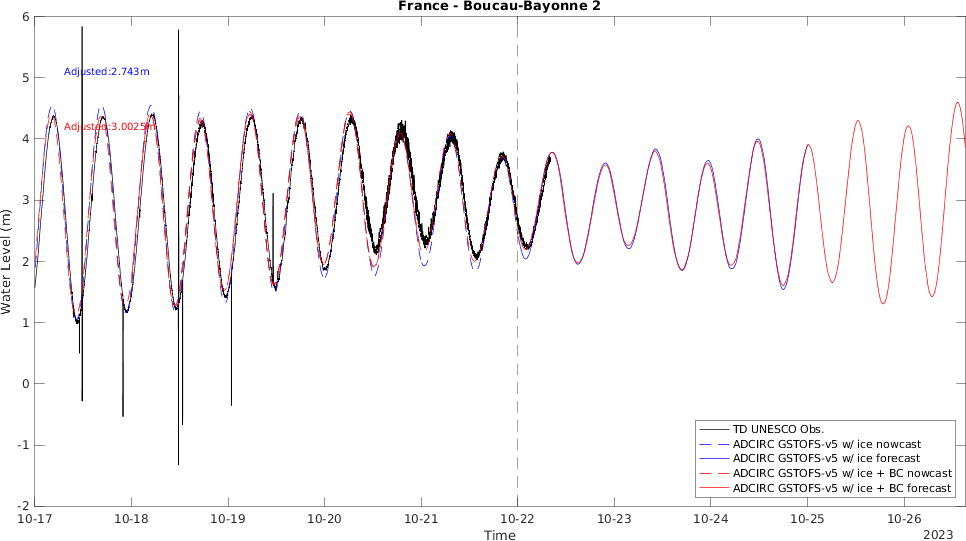 France - Boucau-Bayonne 2
6
5
4
3
2
1
0
-1
-2
Water Level (m)
Adjusted:2.743m
Adjusted:3.0025m
TD UNESCO Obs.
ADCIRC GSTOFS-v5 w/ ice nowcast
ADCIRC GSTOFS-v5 w/ ice forecast
ADCIRC GSTOFS-v5 w/ ice + BC nowcast
ADCIRC GSTOFS-v5 w/ ice + BC forecast
10-17 10-18 10-19 10-20 10-21 10-22 10-23 10-24 10-25 10-26
Time
2023